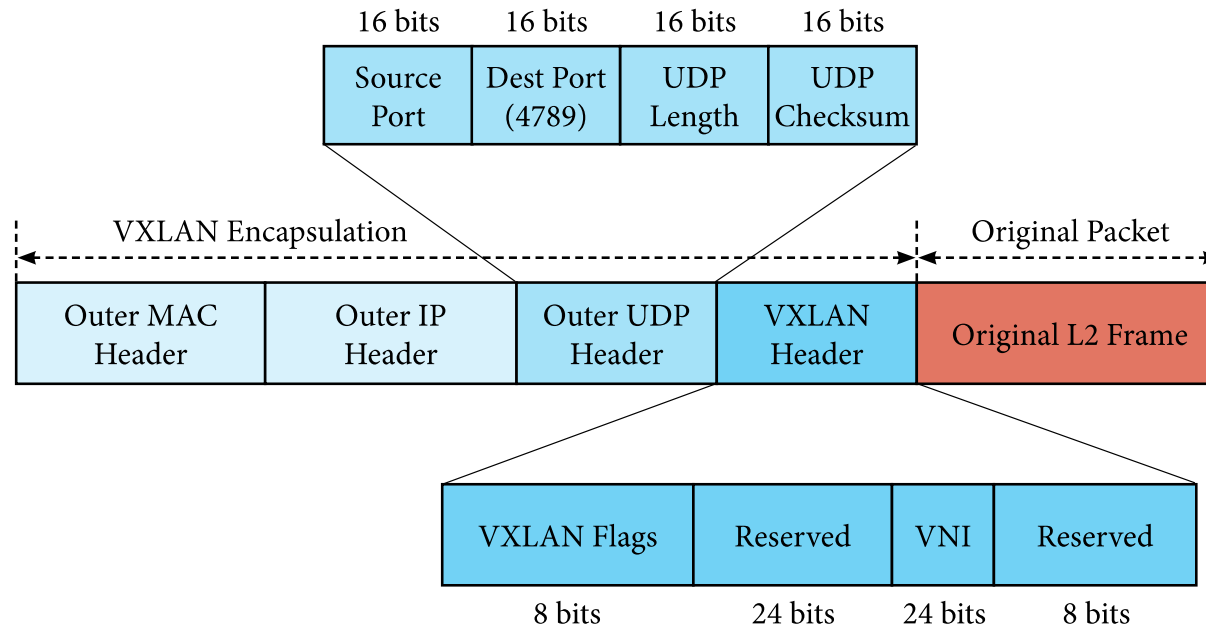 16 bits 16 bits 16 bits 16 bits
Source Port
Dest Port (4789)
UDP Length
UDP Checksum
VXLAN Encapsulation
Original Packet
Outer MAC Header
Outer IP Header
Outer UDP Header
VXLAN Header
Original L2 Frame
VXLAN Flags
Reserved
VNI
Reserved
8 bits 24 bits 24 bits 8 bits